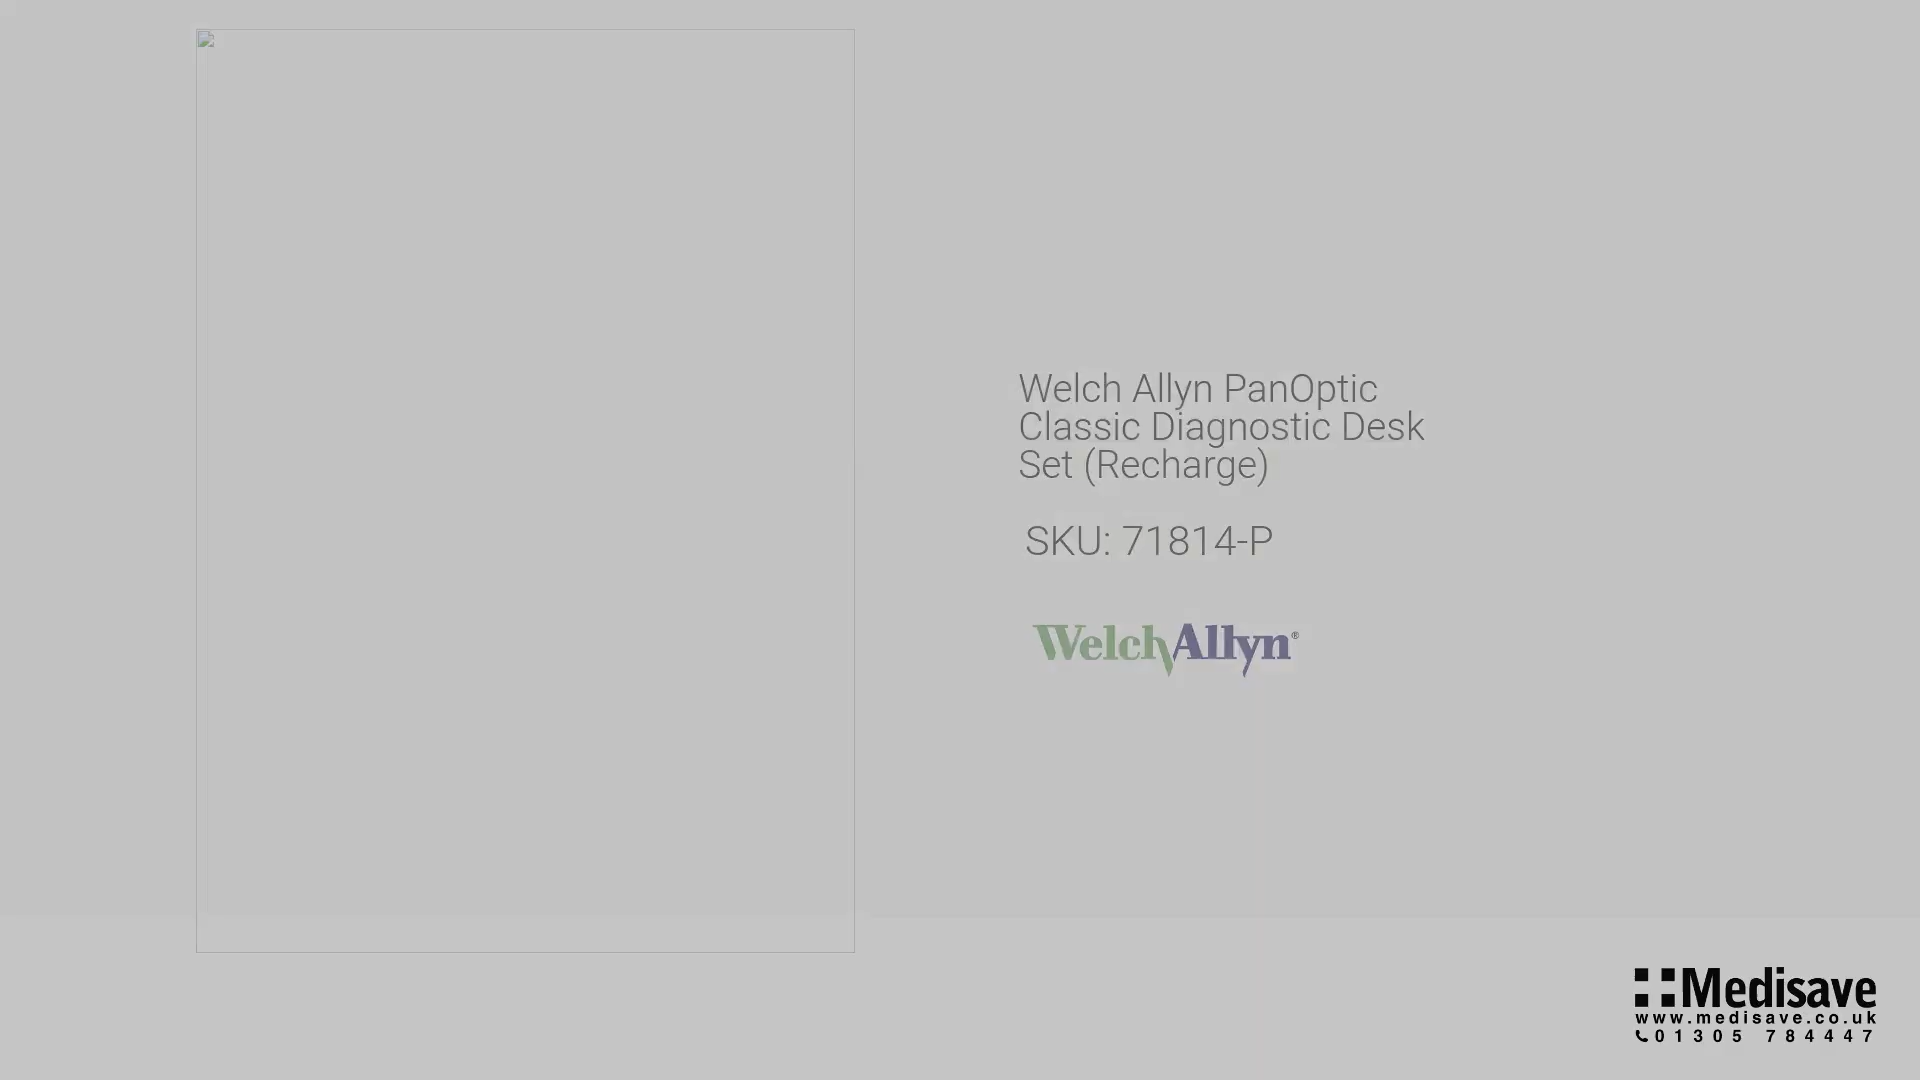 Welch Allyn PanOptic
Classic Diagnostic Desk
Set (Recharge)
SKU: 71814-P
WelchAllyn®
Medisave
www.medisave.co.uk
01305 784447